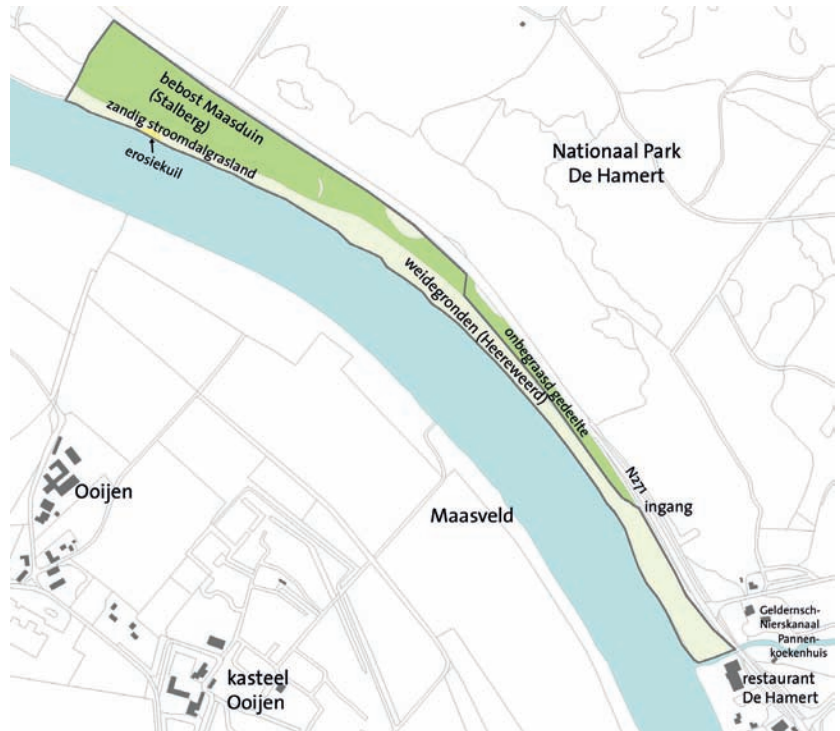 bebost Maasduin
(Stalberg)
zandig stroomdalgrasland
erosiekuil
Nationaal Park
De Hamert
weidegronden (Heereweerd)
onbegraasd gedeelte
N271
ingang
Ooijen
Maasveld
Geldernsch-
Nierskanaal
Pannen-
koekenhuis
kasteel
Ooijen
restaurant
De Hamert